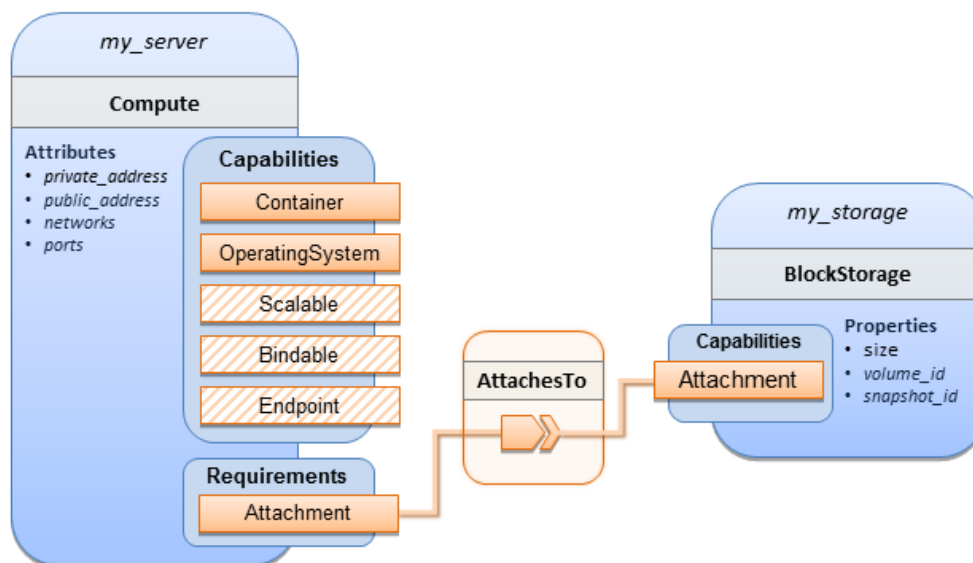 my_server
Compute
Attributes
• private_address
• public_address
• networks
• ports
Capabilities
Container
OperatingSystem
Scalable
Bindable
Endpoint
Requirements
Attachment
AttachesTo
my_storage
BlockStorage
Capabilities
Attachment
Properties
• size
• volume_id
• snapshot_id